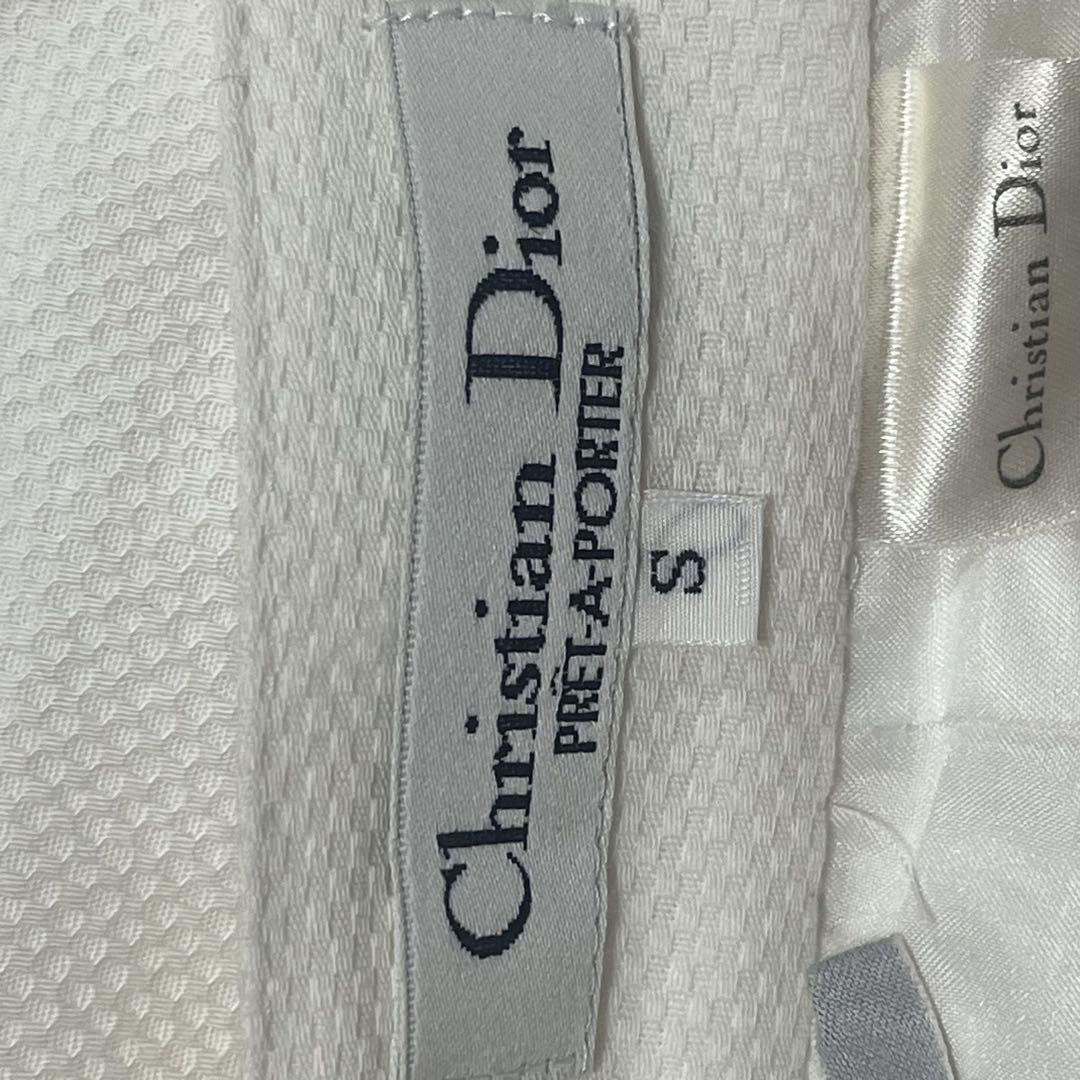 Christian Dior
PRÊT-A-PORTER
S
Christian Dior